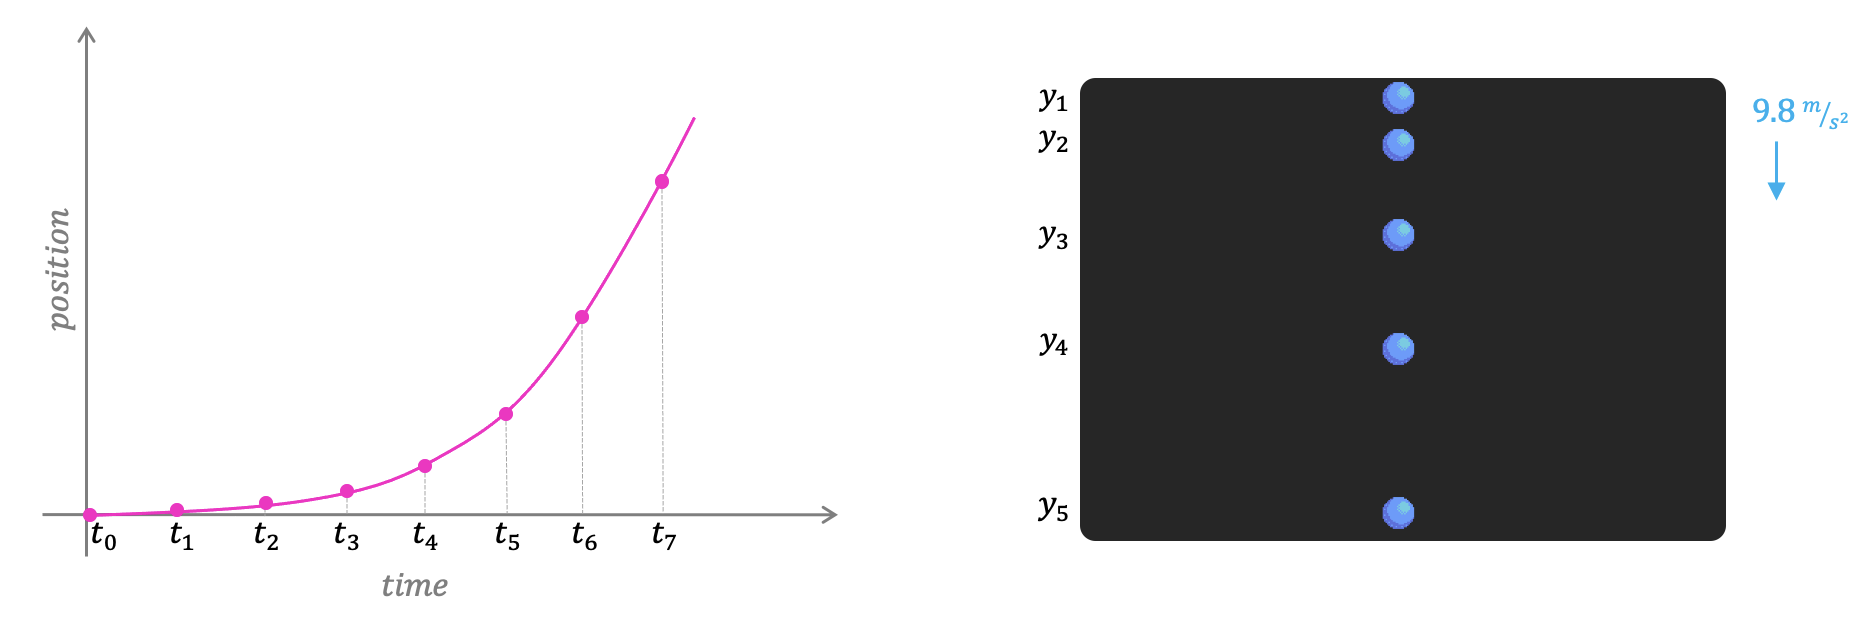 position
t0 t1 t2 t3 t4 t5 t6 t7
time
y1
y2
y3
y4
y5
9.8 m/s²